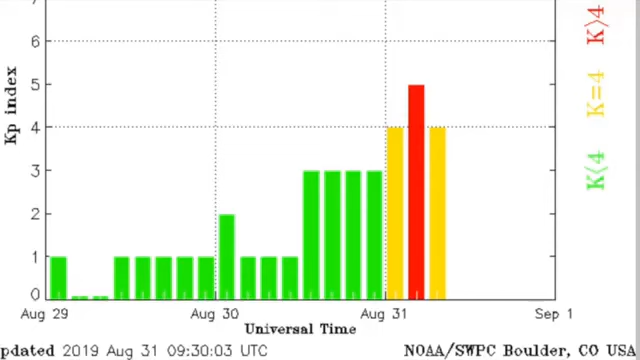 7
6
5
4
3
2
1
0
Kp index
Aug 29 Aug 30 Aug 31 Sep 1
Universal Time
K<4 K=4 K>4
pdated 2019 Aug 31 09:30:03 UTC
NOAA/SWPC Boulder, CO USA